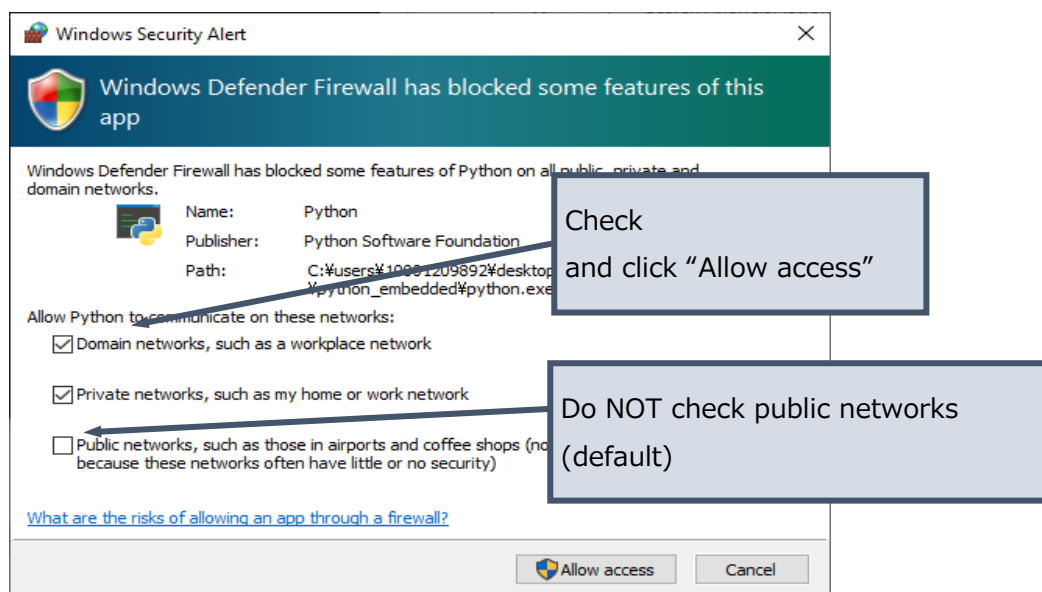 Windows Security Alert
Windows Defender Firewall has blocked some features of this
app
Windows Defender Firewall has blocked some features of Python on all public, private and
domain networks.
Name: Python
Publisher: Python Software Foundation
Path: C:¥users¥10001209892¥desktop
¥python_embedded¥python.exe
Check
and click “Allow access”
Allow Python to communicate on these networks:
Domain networks, such as a workplace network
Private networks, such as my home or work network
Do NOT check public networks
(default)
Public networks, such as those in airports and coffee shops (no
because these networks often have little or no security)
What are the risks of allowing an app through a firewall?
Allow access
Cancel